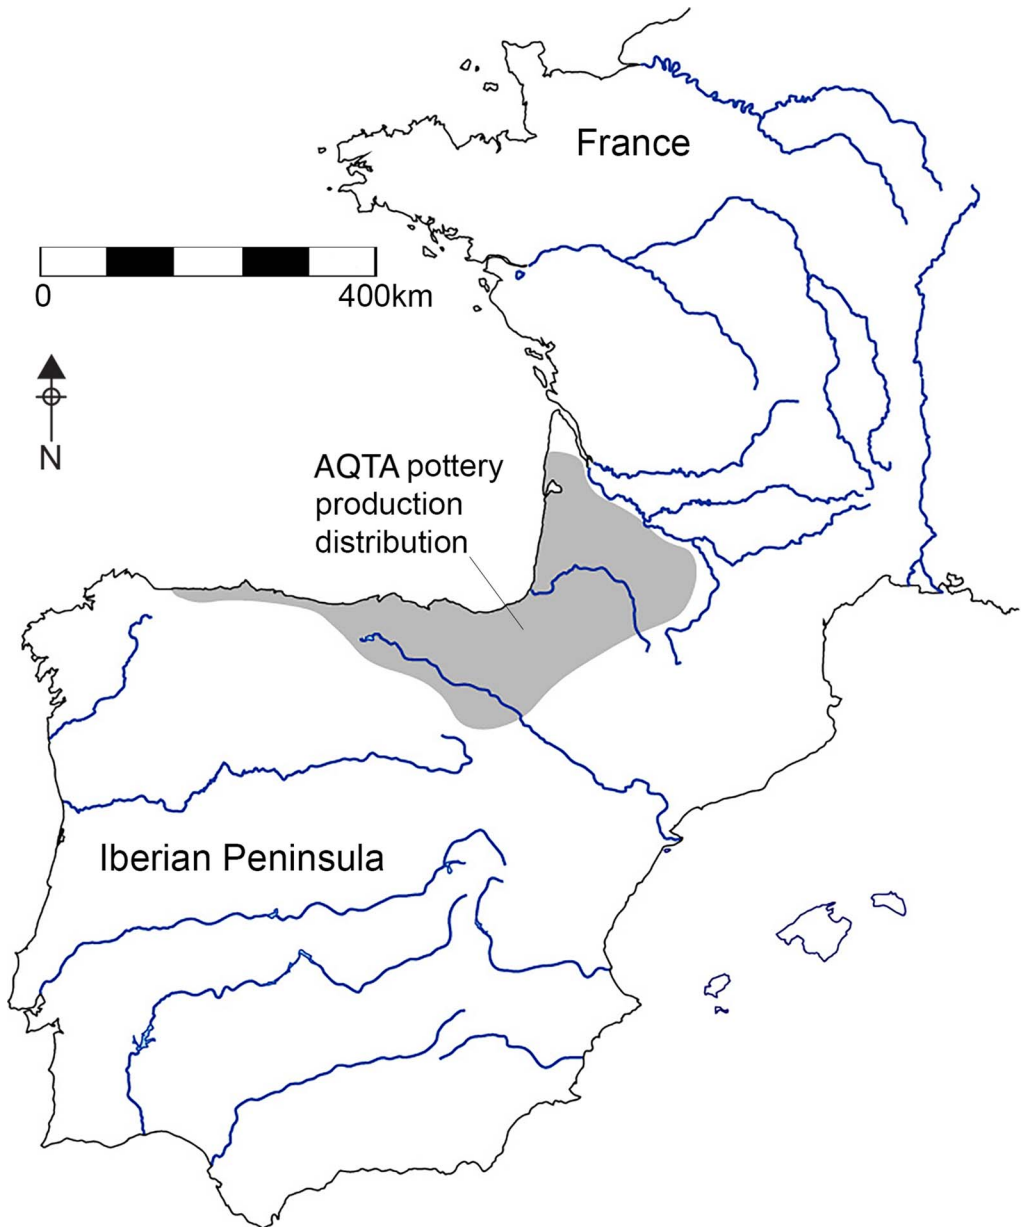 France
0 400km
N
AQTA pottery
production
distribution
Iberian Peninsula